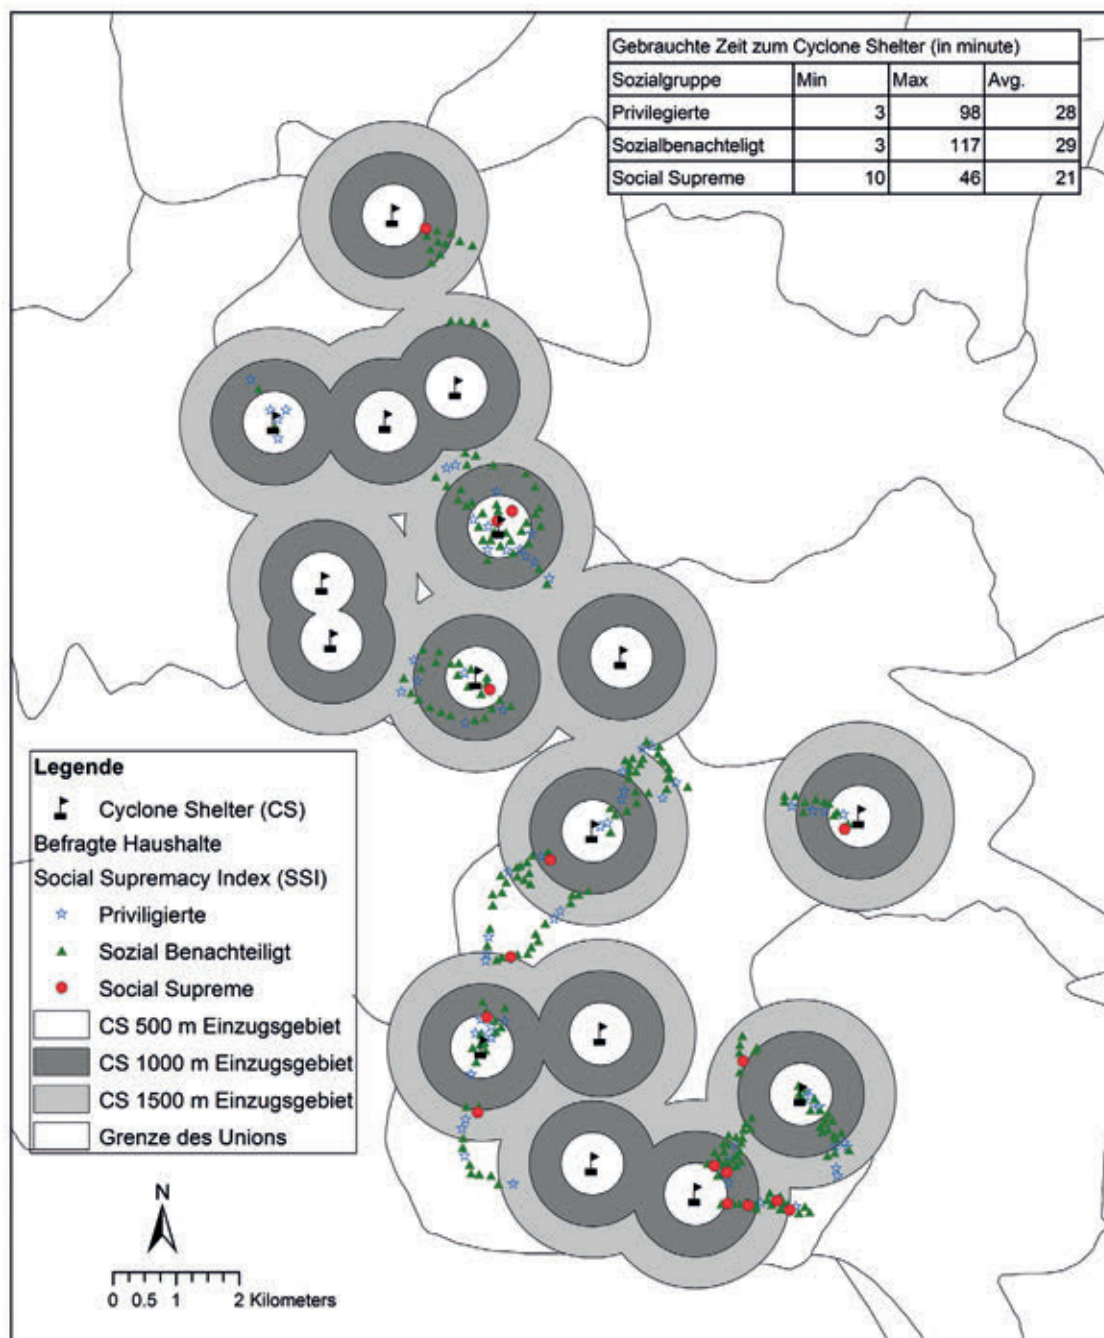 Gebrauchte Zeit zum Cyclone Shelter (in minute)
Sozialgruppe Min Max Avg.
Privilegierte 3 98 28
Sozialbenachteligt 3 117 29
Social Supreme 10 46 21
Legende
Cyclone Shelter (CS)
Befragte Haushalte
Social Supremacy Index (SSI)
Priviligierte
Sozial Benachteiligt
Social Supreme
CS 500 m Einzugsgebiet
CS 1000 m Einzugsgebiet
CS 1500 m Einzugsgebiet
Grenze des Unions
N
0 0.5 1 2 Kilometers